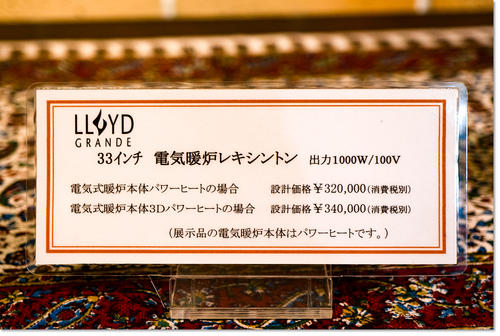 LLOYD
GRANDE
33インチ 電気暖炉レキシントン 出力1000W/100V
電気式暖炉本体パワーヒートの場合 設計価格￥320,000(消費税別)
電気式暖炉本体3Dパワーヒートの場合 設計価格￥340,000(消費税別)
(展示品の電気暖炉本体はパワーヒートです。)